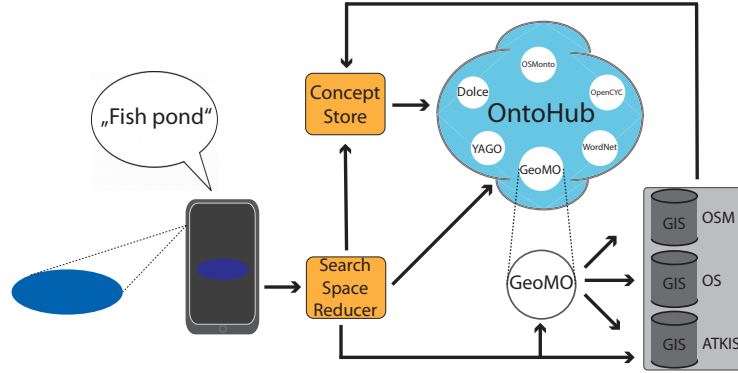 „Fish pond“
Concept
Store
OSMonto
Dolce
OpenCYC
OntoHub
YAGO
WordNet
GeoMO
Search
Space
Reducer
GeoMO
GIS
OSM
GIS
OS
GIS
ATKIS